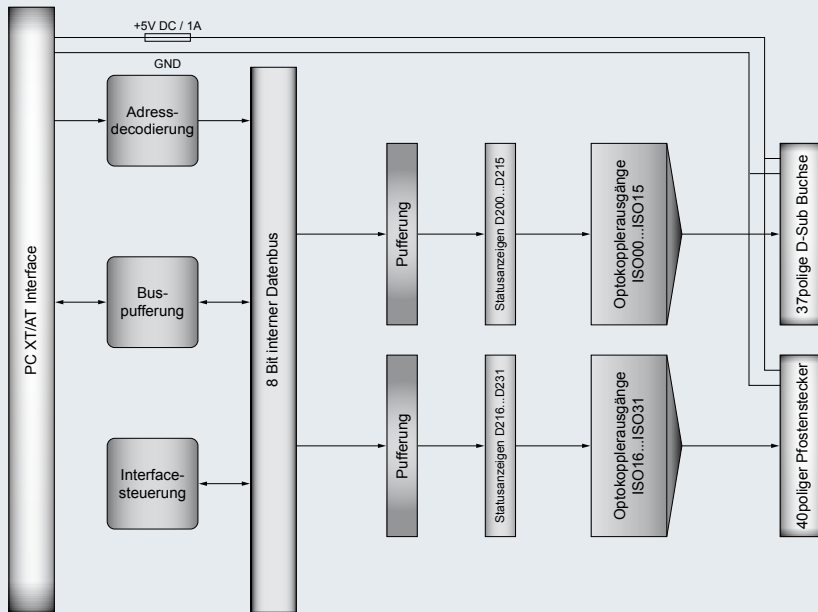 +5V DC / 1A
GND
PC XT/AT Interface
Adress-
decodierung
Bus-
pufferung
Interface-
steuerung
8 Bit interner Datenbus
Pufferung
Statusanzeigen D200...D215
Optokopplerausgänge
ISO00...ISO15
37polige D-Sub Buchse
Pufferung
Statusanzeigen D216...D231
Optokopplerausgänge
ISO16...ISO31
40poliger Pfostenstecker